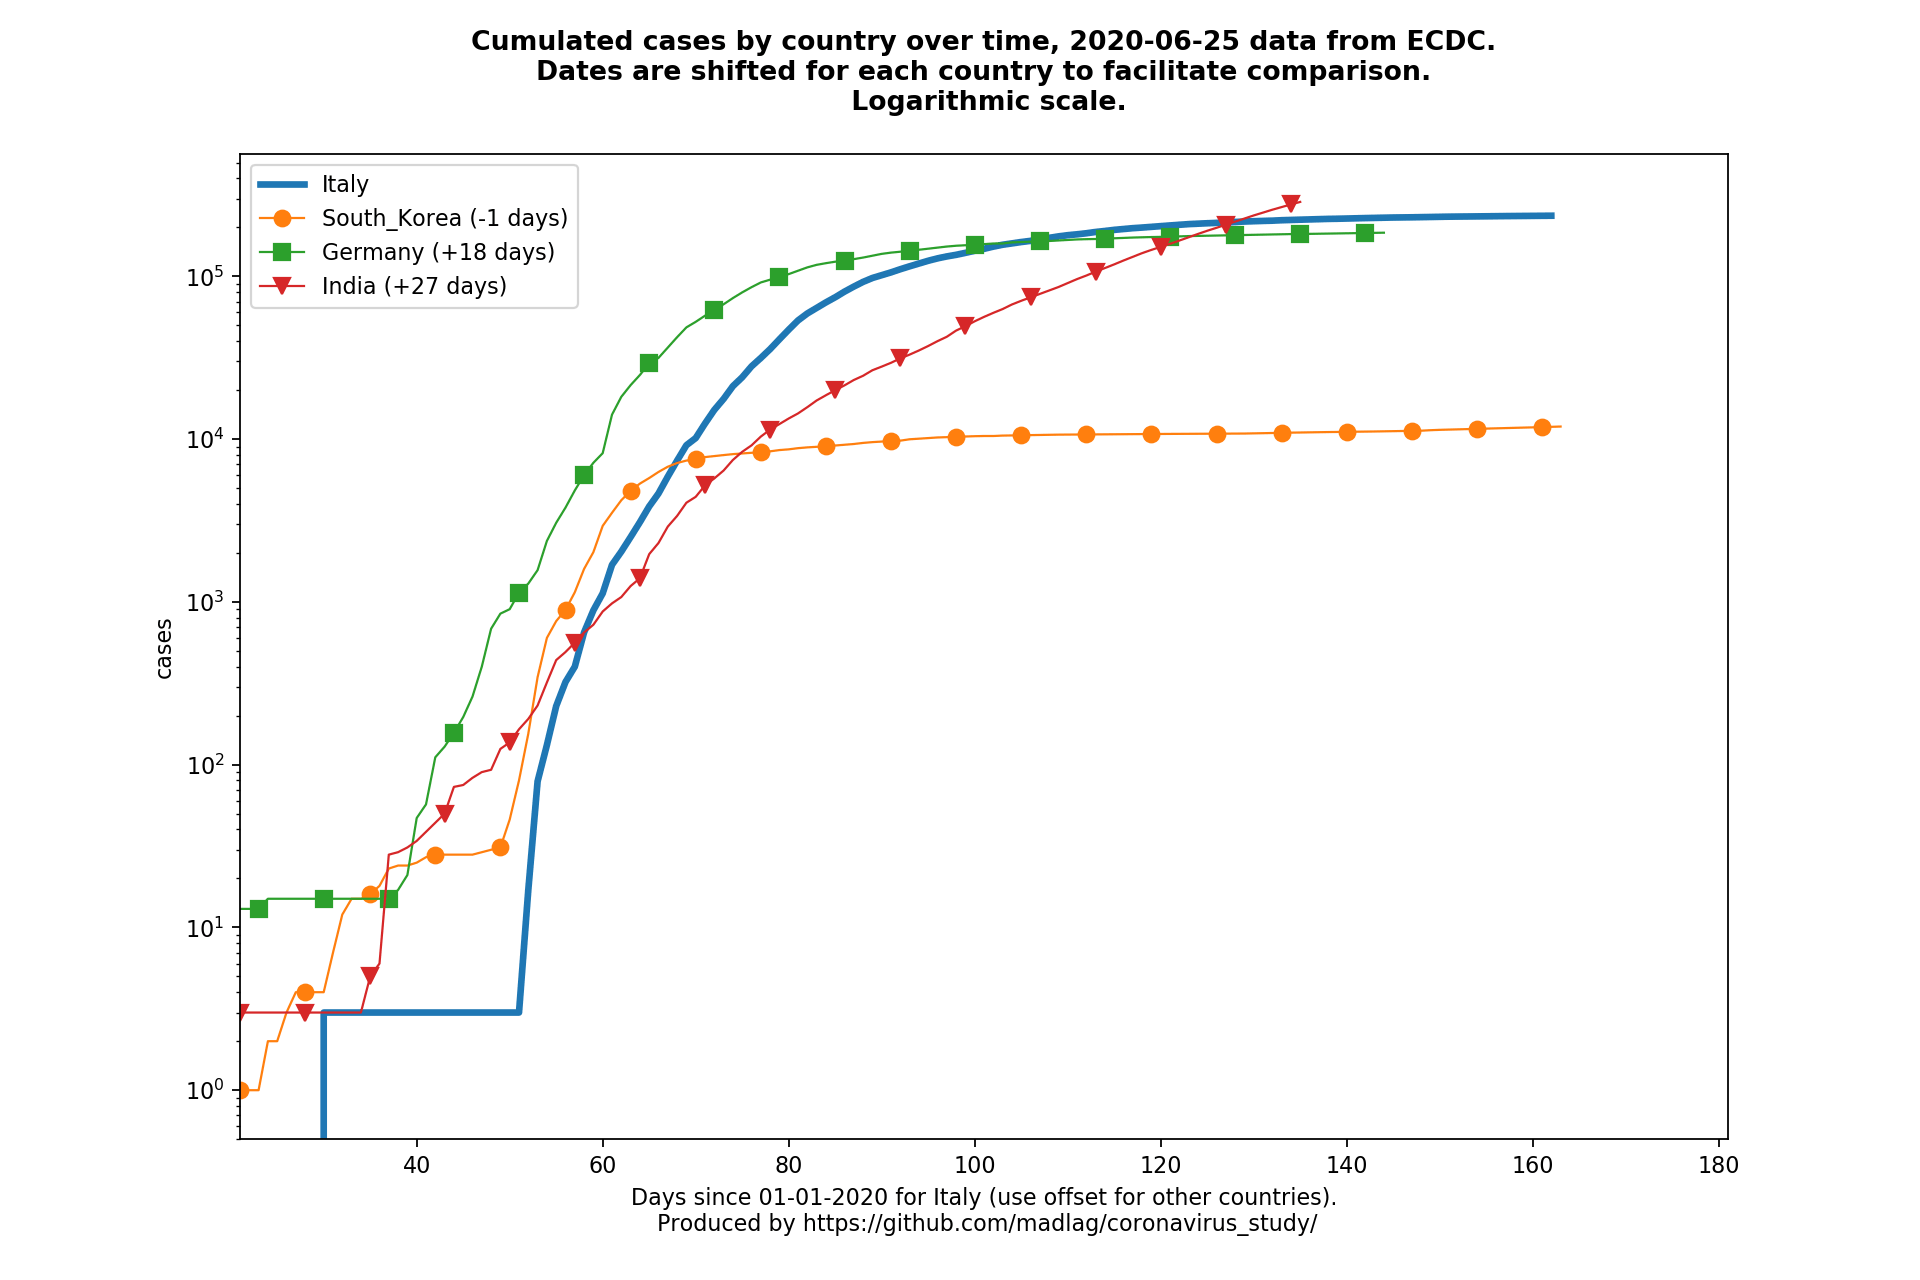 Cumulated cases by country over time, 2020-06-25 data from ECDC.
Dates are shifted for each country to facilitate comparison.
Logarithmic scale.
Italy
South_Korea (-1 days)
Germany (+18 days)
India (+27 days)
10⁵
10⁴
10³
10²
10¹
10⁰
cases
40 60 80 100 120 140 160 180
Days since 01-01-2020 for Italy (use offset for other countries).
Produced by https://github.com/madlag/coronavirus_study/